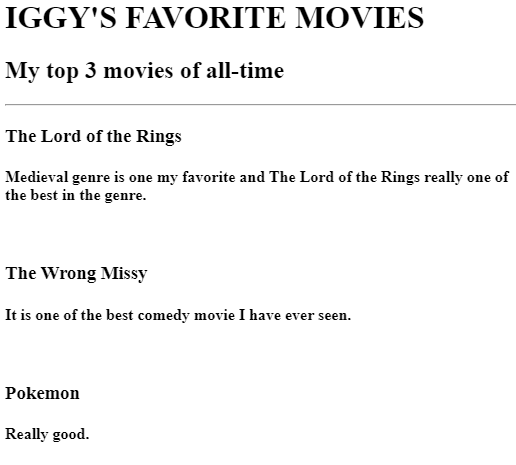 IGGY'S FAVORITE MOVIES
My top 3 movies of all-time
The Lord of the Rings
Medieval genre is one my favorite and The Lord of the Rings really one of
the best in the genre.
The Wrong Missy
It is one of the best comedy movie I have ever seen.
Pokemon
Really good.